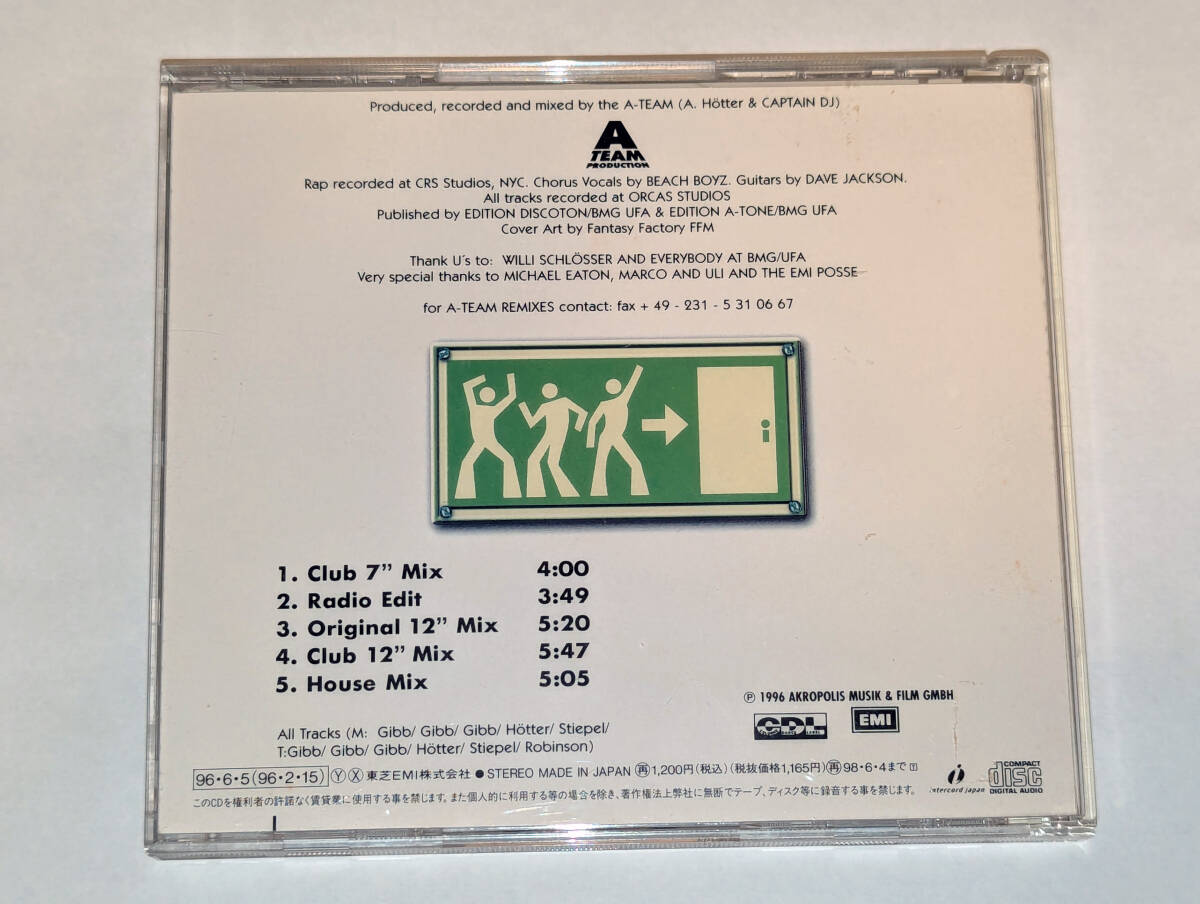 Produced, recorded and mixed by the A-TEAM (A. Hötter & CAPTAIN DJ)
A
TEAM
PRODUCTION
Rap recorded at CRS Studios, NYC. Chorus Vocals by BEACH BOYZ. Guitars by DAVE JACKSON.
All tracks recorded at ORCAS STUDIOS
Published by EDITION DISCOTON/BMG UFA & EDITION A-TONE/BMG UFA
Cover Art by Fantasy Factory FFM
Thank U´s to: WILLI SCHLÖSSER AND EVERYBODY AT BMG/UFA
Very special thanks to MICHAEL EATON, MARCO AND ULI AND THE EMI POSSE
for A-TEAM REMIXES contact: fax + 49 - 231 - 5 31 06 67
1. Club 7” Mix 4:00
2. Radio Edit 3:49
3. Original 12” Mix 5:20
4. Club 12” Mix 5:47
5. House Mix 5:05
Ⓟ 1996 AKROPOLIS MUSIK & FILM GMBH
CDL EMI
All Tracks (M: Gibb/ Gibb/ Gibb/ Hötter/ Stiepel/
T:Gibb/ Gibb/ Gibb/ Hötter/ Stiepel/ Robinson)
96・6・5(96・2・15) Ⓨ Ⓧ 東芝EMI株式会社 ● STEREO MADE IN JAPAN 再1,200円(税込)(税抜価格1,165円)再98・6・4まで
i intercord japan COMPACT disc DIGITAL AUDIO
このCDを権利者の許諾なく賃貸業に使用する事を禁じます。また個人的に利用する等の場合を除き、著作権法上弊社に無断でテープ、ディスク等に録音する事を禁じます。